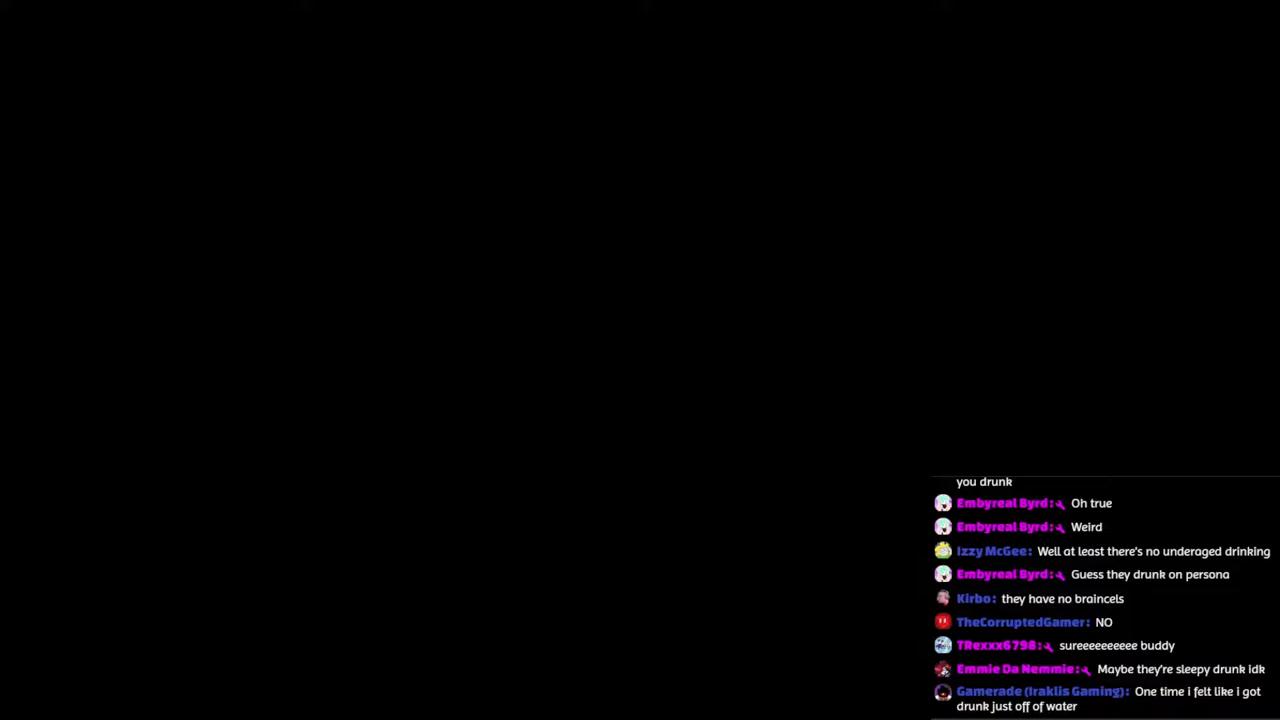 you drunk
Embyreal Byrd: Oh true
Embyreal Byrd: Weird
Izzy McGee: Well at least there's no underaged drinking
Embyreal Byrd: Guess they drunk on persona
Kirbo: they have no braincels
TheCorruptedGamer: NO
TRexxx6798: sureeeeeeeeee buddy
Emmie Da Nemmie: Maybe they're sleepy drunk idk
Gamerade (Iraklis Gaming): One time i felt like i got
drunk just off of water